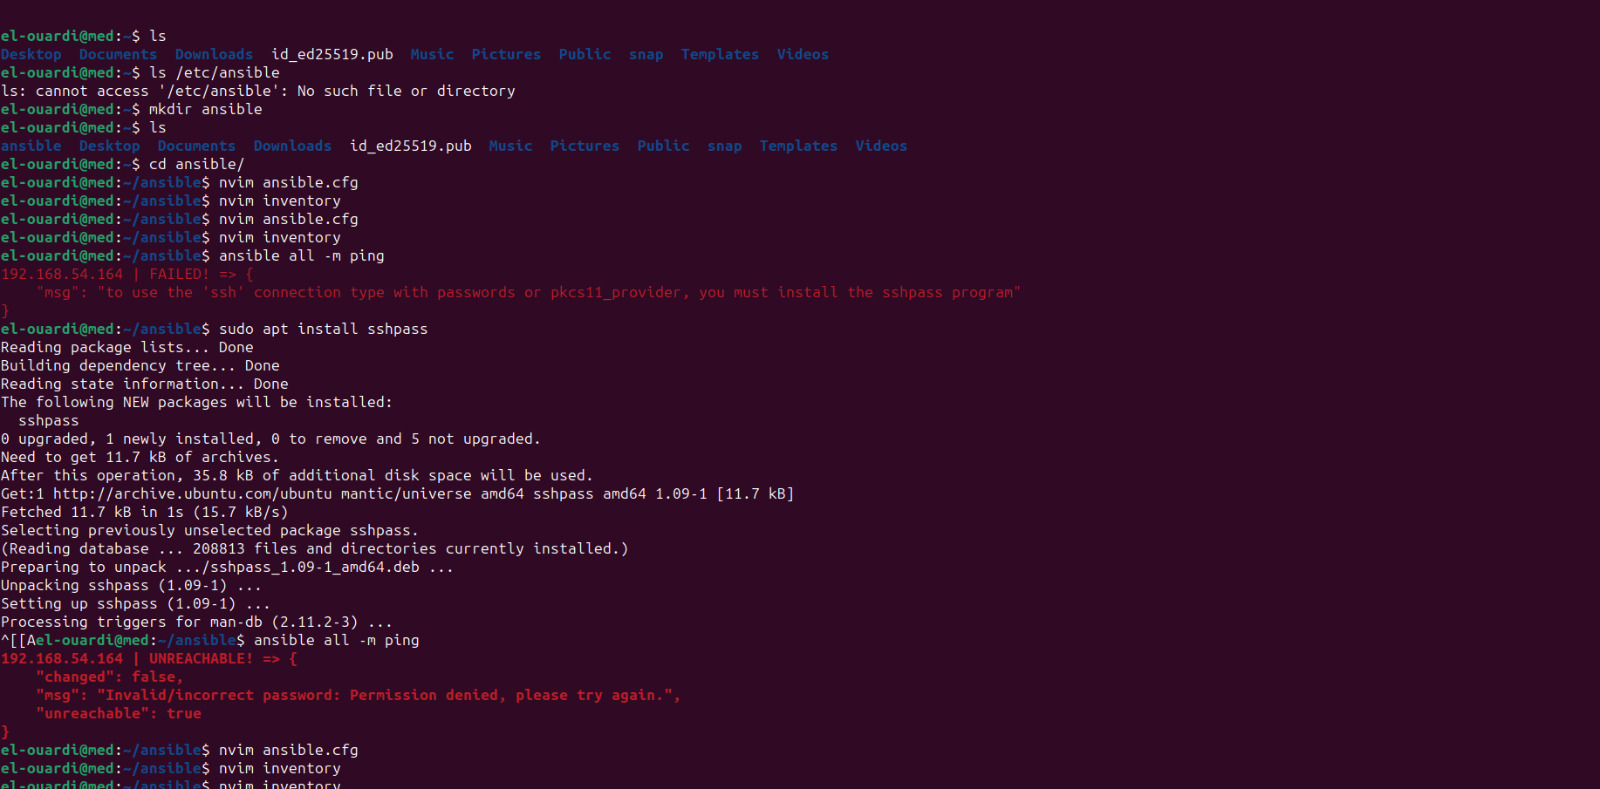 el-ouardi@med:~$ ls
Desktop  Documents  Downloads  id_ed25519.pub  Music  Pictures  Public  snap  Templates  Videos
el-ouardi@med:~$ ls /etc/ansible
ls: cannot access '/etc/ansible': No such file or directory
el-ouardi@med:~$ mkdir ansible
el-ouardi@med:~$ ls
ansible  Desktop  Documents  Downloads  id_ed25519.pub  Music  Pictures  Public  snap  Templates  Videos
el-ouardi@med:~$ cd ansible/
el-ouardi@med:~/ansible$ nvim ansible.cfg
el-ouardi@med:~/ansible$ nvim inventory
el-ouardi@med:~/ansible$ nvim ansible.cfg
el-ouardi@med:~/ansible$ nvim inventory
el-ouardi@med:~/ansible$ ansible all -m ping
192.168.54.164 | FAILED! => {
    "msg": "to use the 'ssh' connection type with passwords or pkcs11_provider, you must install the sshpass program"
}
el-ouardi@med:~/ansible$ sudo apt install sshpass
Reading package lists... Done
Building dependency tree... Done
Reading state information... Done
The following NEW packages will be installed:
  sshpass
0 upgraded, 1 newly installed, 0 to remove and 5 not upgraded.
Need to get 11.7 kB of archives.
After this operation, 35.8 kB of additional disk space will be used.
Get:1 http://archive.ubuntu.com/ubuntu mantic/universe amd64 sshpass amd64 1.09-1 [11.7 kB]
Fetched 11.7 kB in 1s (15.7 kB/s)
Selecting previously unselected package sshpass.
(Reading database ... 208813 files and directories currently installed.)
Preparing to unpack .../sshpass_1.09-1_amd64.deb ...
Unpacking sshpass (1.09-1) ...
Setting up sshpass (1.09-1) ...
Processing triggers for man-db (2.11.2-3) ...
^[[Ael-ouardi@med:~/ansible$ ansible all -m ping
192.168.54.164 | UNREACHABLE! => {
    "changed": false,
    "msg": "Invalid/incorrect password: Permission denied, please try again.",
    "unreachable": true
}
el-ouardi@med:~/ansible$ nvim ansible.cfg
el-ouardi@med:~/ansible$ nvim inventory
el-ouardi@med:~/ansible$ nvim inventory